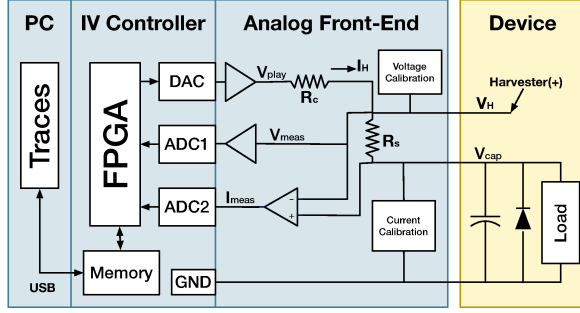 PC
IV Controller
Analog Front-End
Device
Traces
USB
FPGA
Memory
DAC
ADC1
ADC2
GND
Vplay
Rc
IH
Voltage
Calibration
Harvester(+)
VH
Vmeas
Rs
Vcap
Imeas
-
+
Current
Calibration
Load